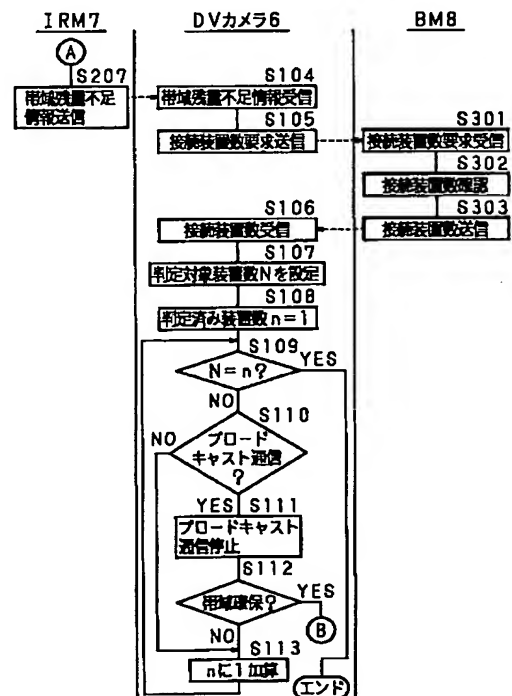 IRM7
DVカメラ6
BM8
A
S207
帯域残量不足
情報送信
S104
帯域残量不足情報受信
S105
接続装置数要求送信
S301
接続装置数要求受信
S302
接続装置数確認
S303
接続装置数送信
S106
接続装置数受信
S107
判定対象装置数Nを設定
S108
判定済み装置数n=1
S109
N=n?
YES
NO
S110
NO
ブロード
キャスト通信
?
YES
S111
ブロードキャスト
通信停止
S112
帯域確保?
YES
B
NO
S113
nに1加算
エンド